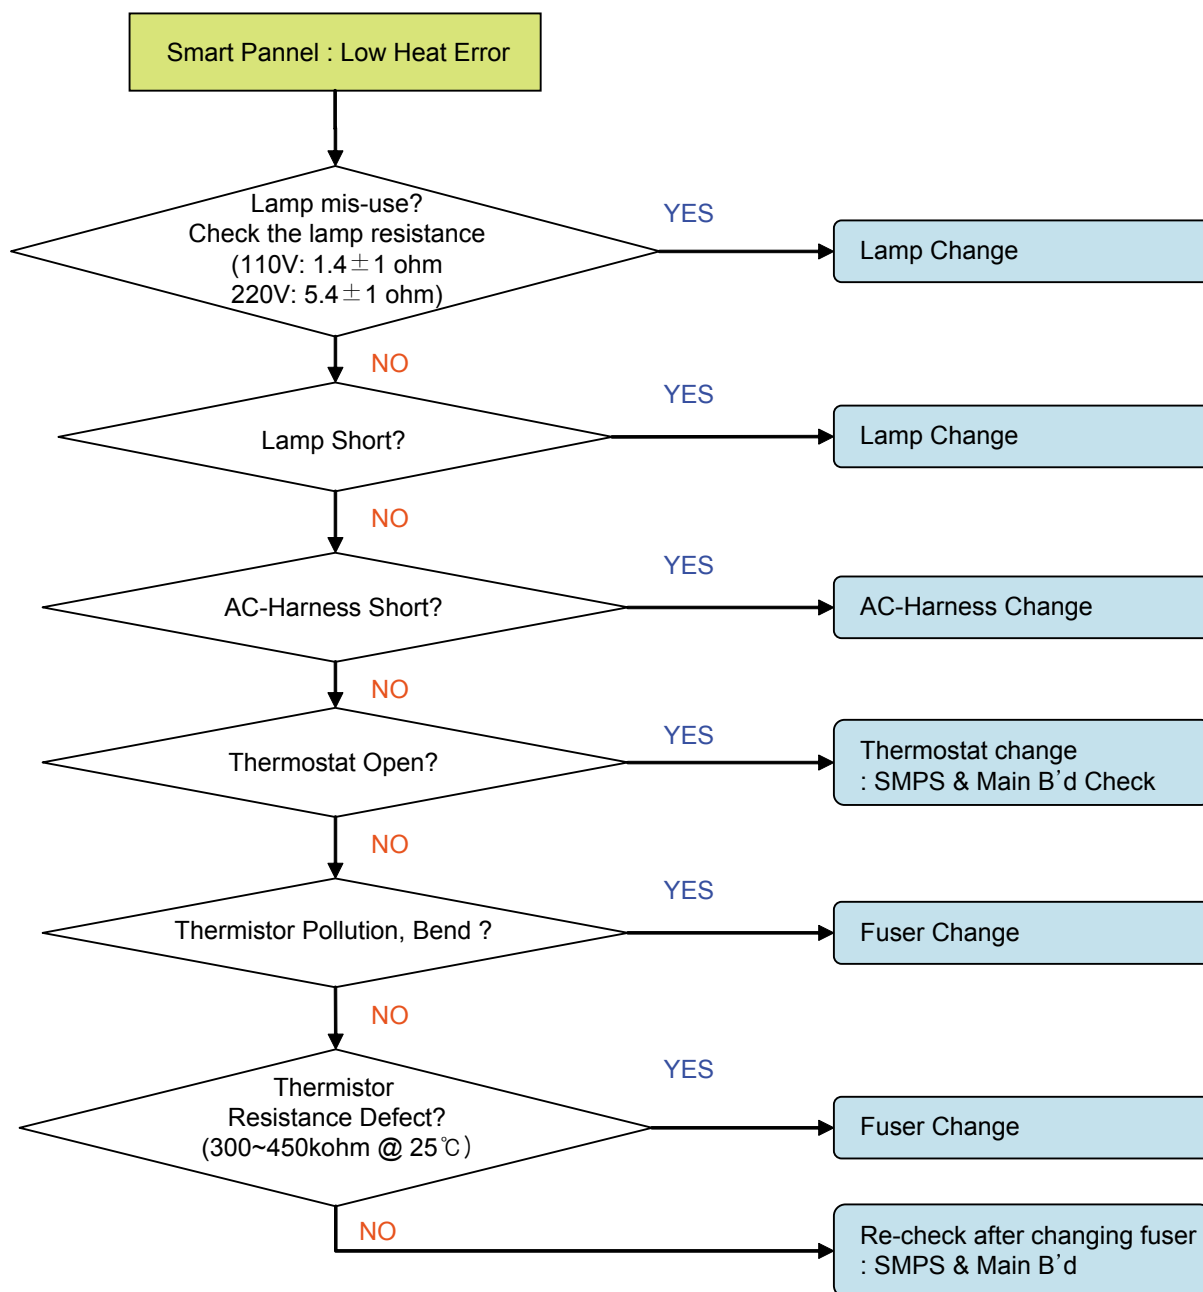 Smart Pannel : Low Heat Error
Lamp mis-use?
Check the lamp resistance
(110V: 1.4±1 ohm
220V: 5.4±1 ohm)
YES
Lamp Change
NO
Lamp Short?
YES
Lamp Change
NO
AC-Harness Short?
YES
AC-Harness Change
NO
Thermostat Open?
YES
Thermostat change
: SMPS & Main B’d Check
NO
Thermistor Pollution, Bend ?
YES
Fuser Change
NO
Thermistor
Resistance Defect?
(300~450kohm @ 25℃)
YES
Fuser Change
NO
Re-check after changing fuser
: SMPS & Main B’d